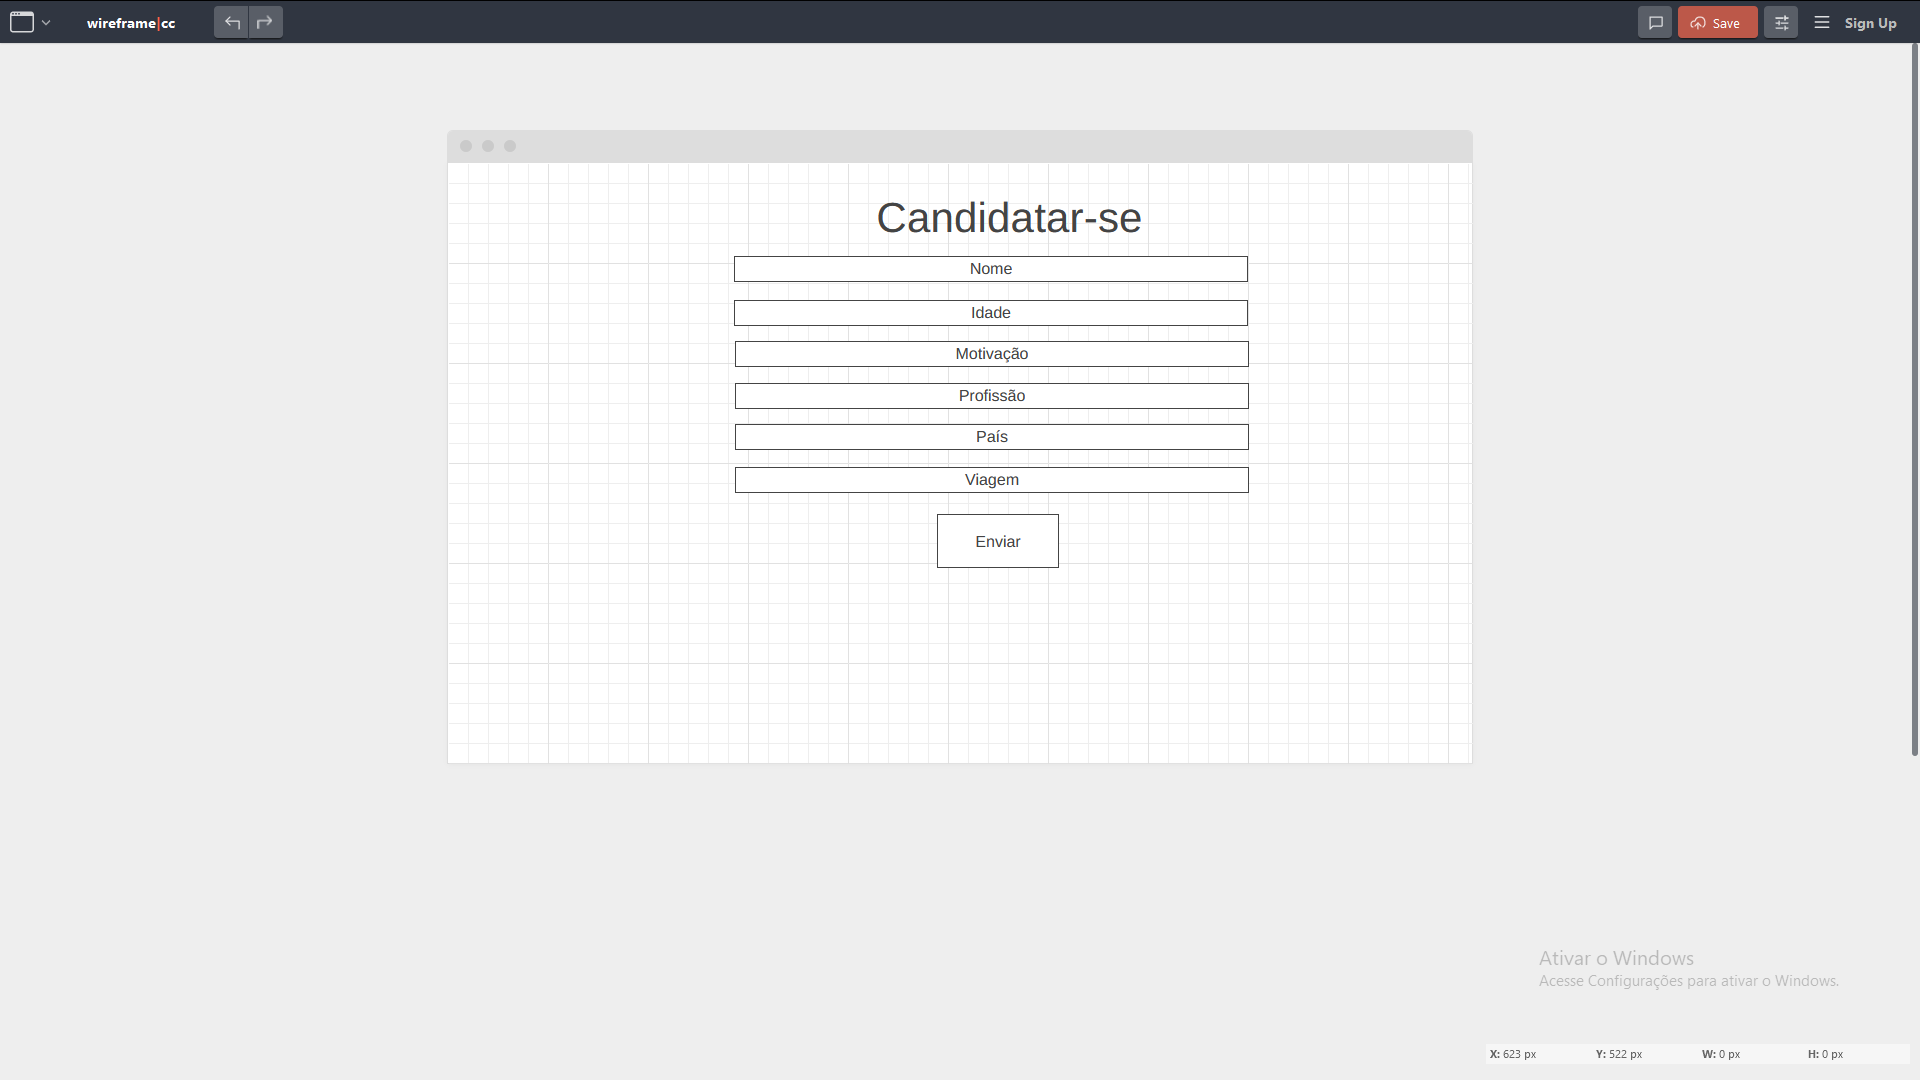 wireframe|cc
Save
Sign Up
Candidatar-se
Nome
Idade
Motivação
Profissão
País
Viagem
Enviar
Ativar o Windows
Acesse Configurações para ativar o Windows.
X: 623 px Y: 522 px W: 0 px H: 0 px